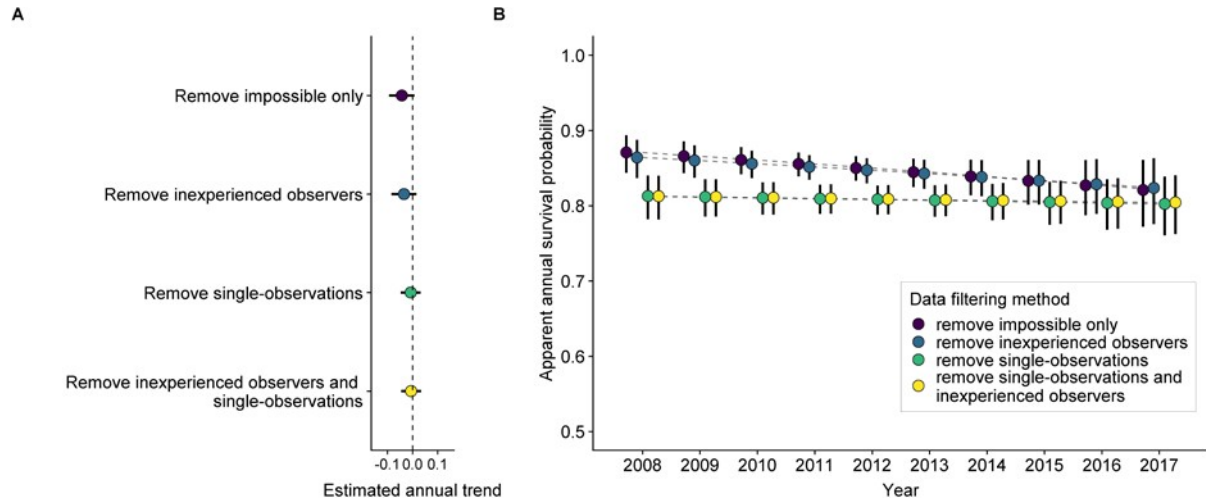 A
Remove impossible only
Remove inexperienced observers
Remove single-observations
Remove inexperienced observers and
single-observations
-0.1 0.0 0.1
Estimated annual trend
B
Apparent annual survival probability
1.0
0.9
0.8
0.7
0.6
0.5
Data filtering method
remove impossible only
remove inexperienced observers
remove single-observations
remove single-observations and
inexperienced observers
2008 2009 2010 2011 2012 2013 2014 2015 2016 2017
Year